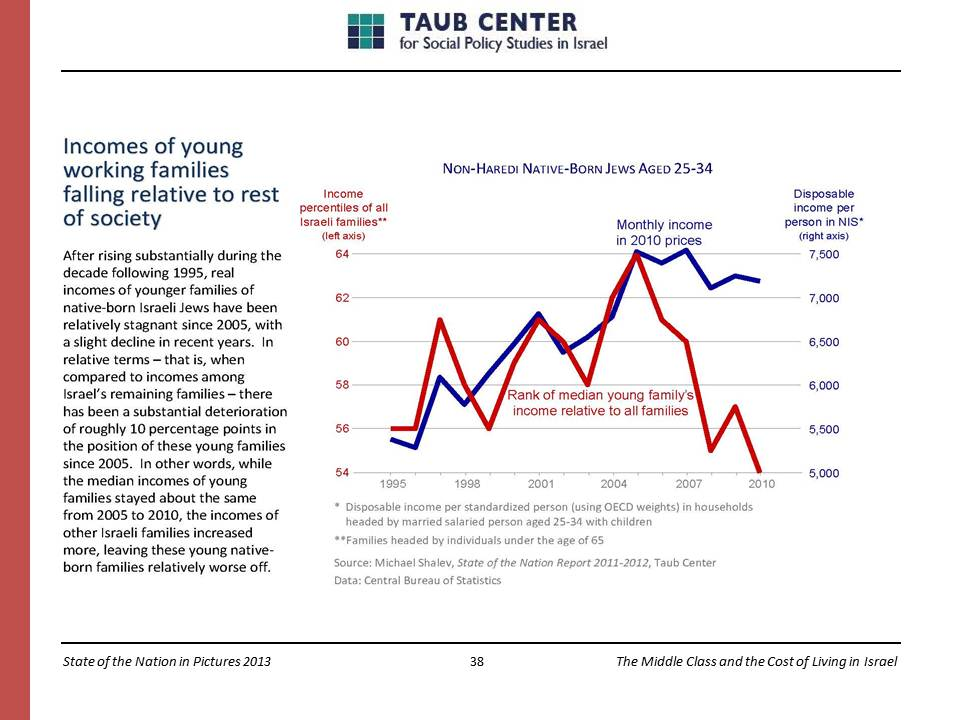 TAUB CENTER
for Social Policy Studies in Israel
Incomes of young
working families
falling relative to rest
of society
After rising substantially during the
decade following 1995, real
incomes of younger families of
native-born Israeli Jews have been
relatively stagnant since 2005, with
a slight decline in recent years.  In
relative terms – that is, when
compared to incomes among
Israel's remaining families – there
has been a substantial deterioration
of roughly 10 percentage points in
the position of these young families
since 2005.  In other words, while
the median incomes of young
families stayed about the same
from 2005 to 2010, the incomes of
other Israeli families increased
more, leaving these young native-
born families relatively worse off.
NON-HAREDI NATIVE-BORN JEWS AGED 25-34
Income
percentiles of all
Israeli families**
(left axis)
Disposable
income per
person in NIS*
(right axis)
Monthly income
in 2010 prices
64 7,500
62 7,000
60 6,500
58 6,000
Rank of median young family's
income relative to all families
56 5,500
54 5,000
1995 1998 2001 2004 2007 2010
* Disposable income per standardized person (using OECD weights) in households
headed by married salaried person aged 25-34 with children
**Families headed by individuals under the age of 65
Source: Michael Shalev, State of the Nation Report 2011-2012, Taub Center
Data: Central Bureau of Statistics
State of the Nation in Pictures 2013 38 The Middle Class and the Cost of Living in Israel